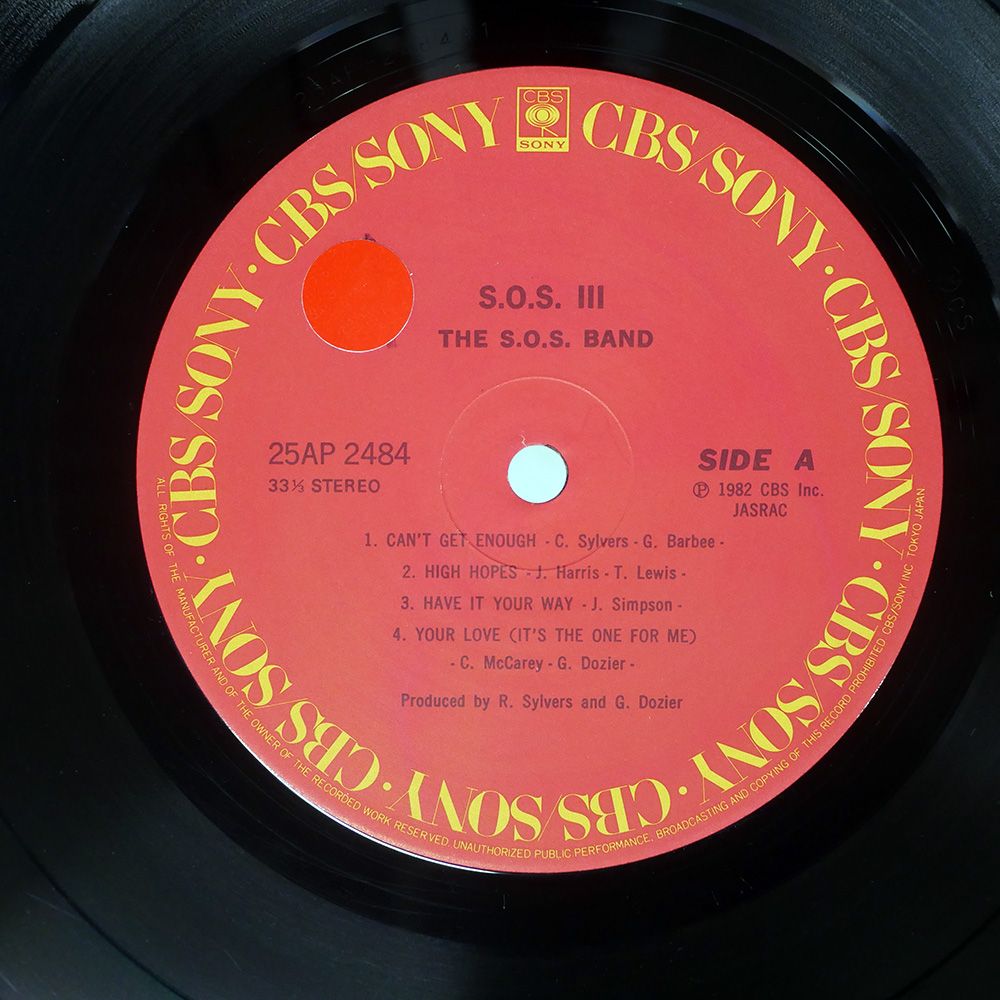 CBS
SONY
CBS/SONY · CBS/SONY · CBS/SONY · CBS/SONY · CBS/SONY · CBS/SONY · CBS/SONY · CBS/SONY
S.O.S. III
THE S.O.S. BAND
25AP 2484
33⅓ STEREO
SIDE A
Ⓟ 1982 CBS Inc.
JASRAC
1. CAN'T GET ENOUGH - C. Sylvers - G. Barbee -
2. HIGH HOPES - J. Harris - T. Lewis -
3. HAVE IT YOUR WAY - J. Simpson -
4. YOUR LOVE (IT'S THE ONE FOR ME)
- C. McCarey - G. Dozier -
Produced by R. Sylvers and G. Dozier
ALL RIGHTS OF THE MANUFACTURER AND OF THE OWNER OF THE RECORDED WORK RESERVED. UNAUTHORIZED PUBLIC PERFORMANCE, BROADCASTING AND COPYING OF THIS RECORD PROHIBITED CBS/SONY INC TOKYO JAPAN